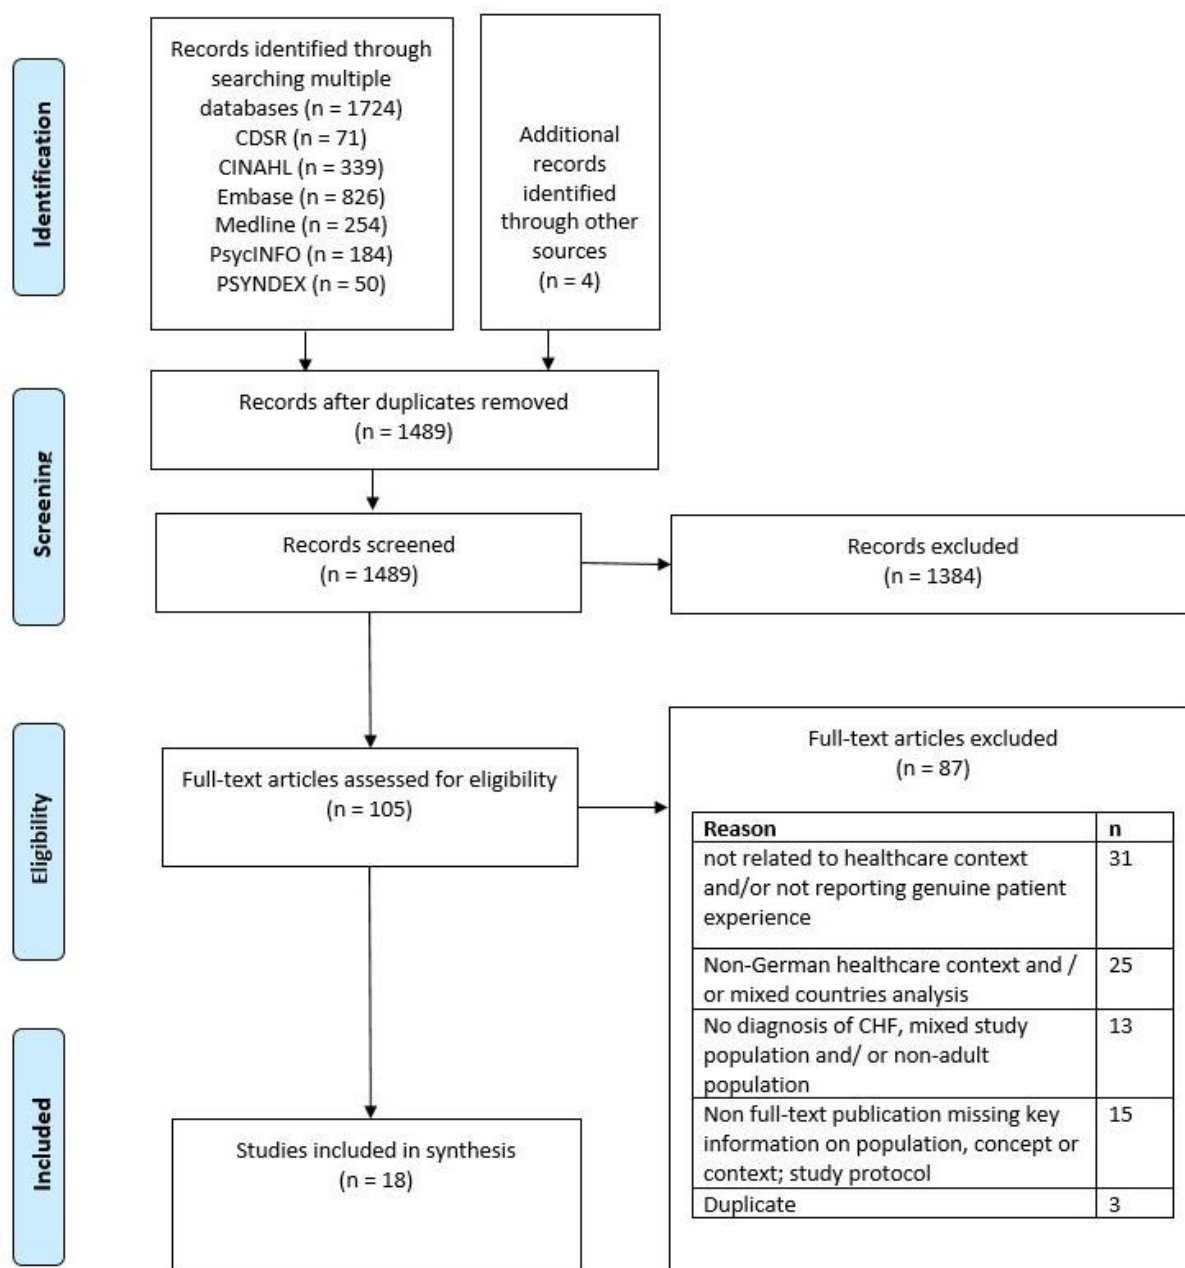 Identification
Records identified through
searching multiple
databases (n = 1724)
CDSR (n = 71)
CINAHL (n = 339)
Embase (n = 826)
Medline (n = 254)
PsycINFO (n = 184)
PSYNDEX (n = 50)
Additional
records
identified
through other
sources
(n = 4)
Screening
Records after duplicates removed
(n = 1489)
Records screened
(n = 1489)
Records excluded
(n = 1384)
Eligibility
Full-text articles assessed for eligibility
(n = 105)
Full-text articles excluded
(n = 87)
Reason n
not related to healthcare context 31
and/or not reporting genuine patient
experience
Non-German healthcare context and / 25
or mixed countries analysis
No diagnosis of CHF, mixed study 13
population and/ or non-adult
population
Non full-text publication missing key 15
information on population, concept or
context; study protocol
Duplicate 3
Included
Studies included in synthesis
(n = 18)